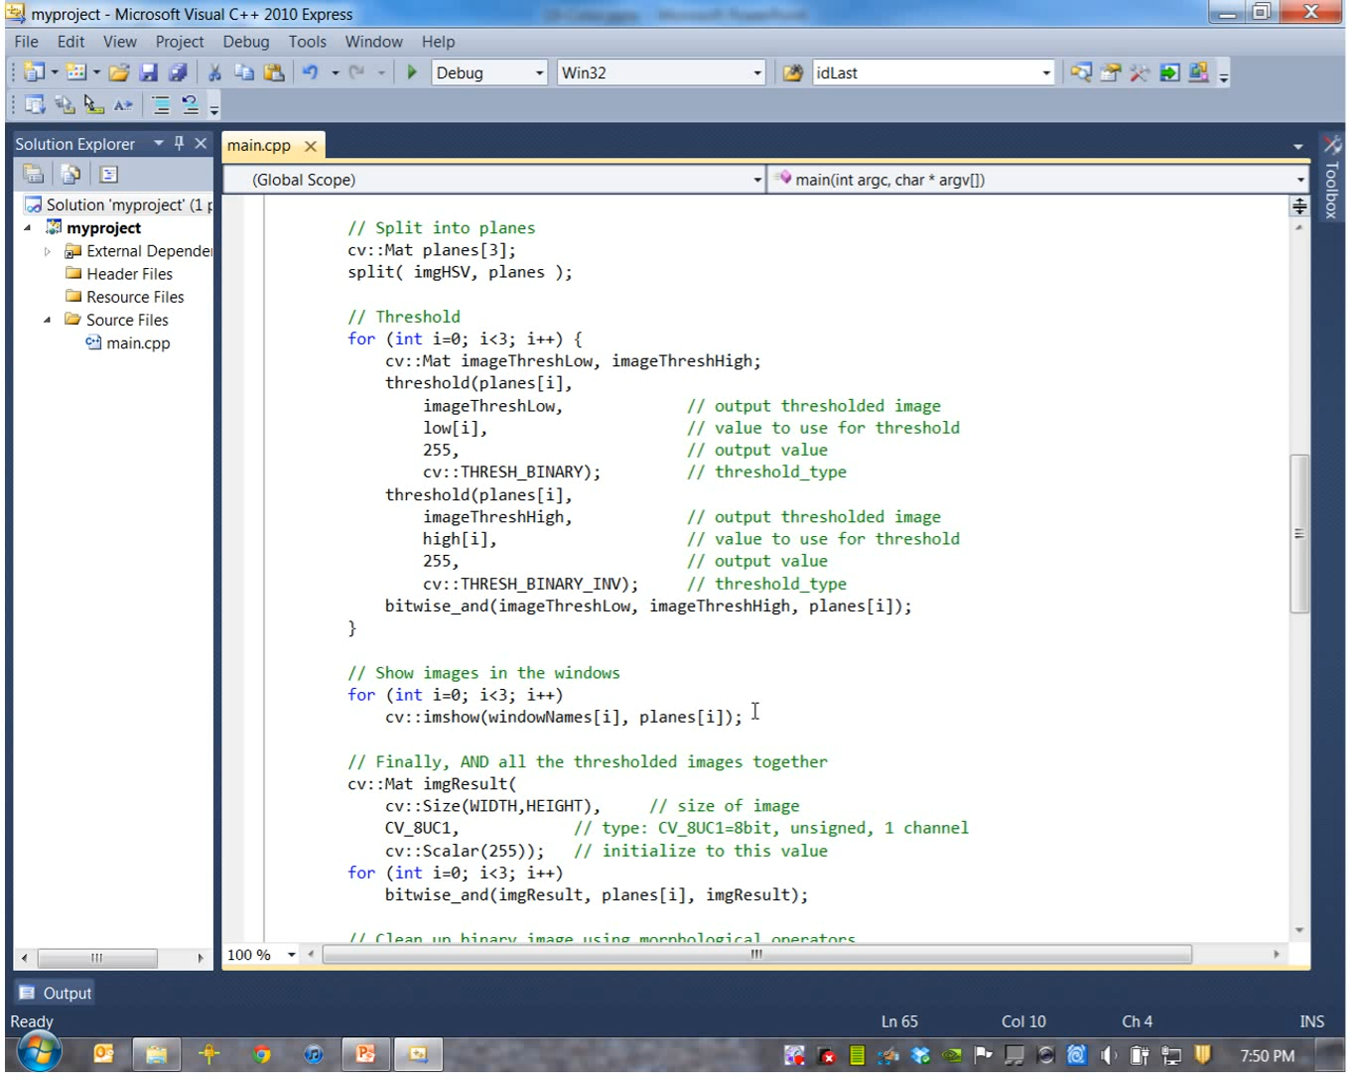 myproject - Microsoft Visual C++ 2010 Express
File Edit View Project Debug Tools Window Help
Debug Win32 idLast
Solution Explorer
main.cpp
(Global Scope) main(int argc, char * argv[])
Toolbox
Solution 'myproject' (1 p
myproject
External Depende
Header Files
Resource Files
Source Files
main.cpp
// Split into planes
cv::Mat planes[3];
split( imgHSV, planes );
// Threshold
for (int i=0; i<3; i++) {
cv::Mat imageThreshLow, imageThreshHigh;
threshold(planes[i],
imageThreshLow, // output thresholded image
low[i], // value to use for threshold
255, // output value
cv::THRESH_BINARY); // threshold_type
threshold(planes[i],
imageThreshHigh, // output thresholded image
high[i], // value to use for threshold
255, // output value
cv::THRESH_BINARY_INV); // threshold_type
bitwise_and(imageThreshLow, imageThreshHigh, planes[i]);
}
// Show images in the windows
for (int i=0; i<3; i++)
cv::imshow(windowNames[i], planes[i]);
// Finally, AND all the thresholded images together
cv::Mat imgResult(
cv::Size(WIDTH,HEIGHT), // size of image
CV_8UC1, // type: CV_8UC1=8bit, unsigned, 1 channel
cv::Scalar(255)); // initialize to this value
for (int i=0; i<3; i++)
bitwise_and(imgResult, planes[i], imgResult);
// Clean up binary image using morphological operators
100 %
Output
Ready Ln 65 Col 10 Ch 4 INS
7:50 PM